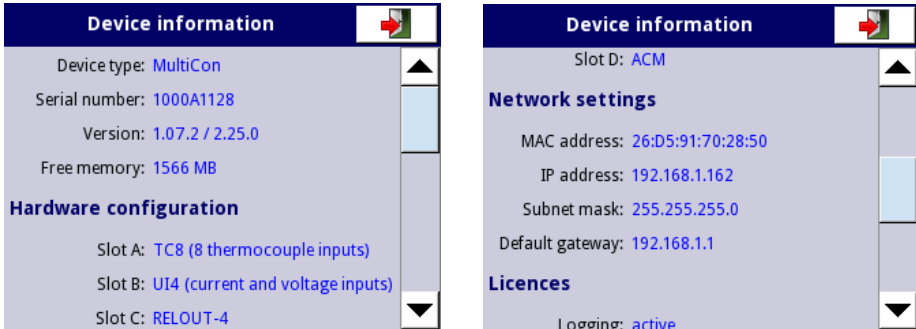 Device information
Device type: MultiCon
Serial number: 1000A1128
Version: 1.07.2 / 2.25.0
Free memory: 1566 MB
Hardware configuration
Slot A: TC8 (8 thermocouple inputs)
Slot B: UI4 (current and voltage inputs)
Slot C: RELOUT-4
Device information
Slot D: ACM
Network settings
MAC address: 26:D5:91:70:28:50
IP address: 192.168.1.162
Subnet mask: 255.255.255.0
Default gateway: 192.168.1.1
Licences
Logging: active